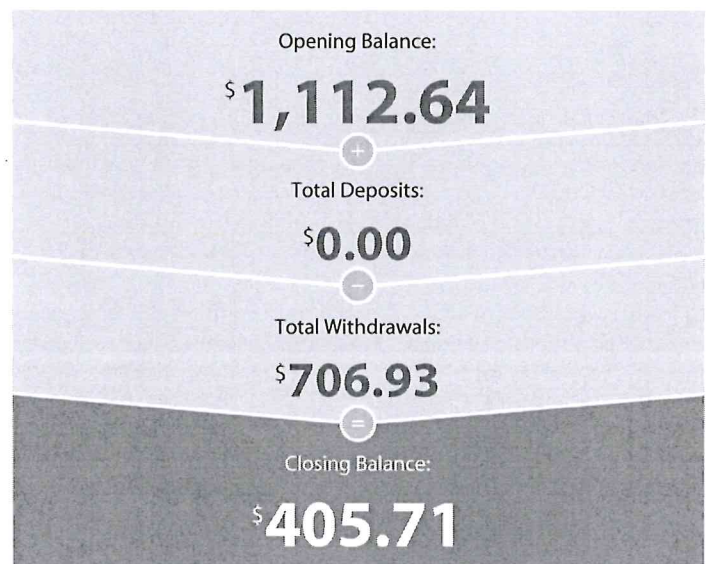 Opening Balance:
$1,112.64
+
Total Deposits:
$0.00
−
Total Withdrawals:
$706.93
=
Closing Balance:
$405.71